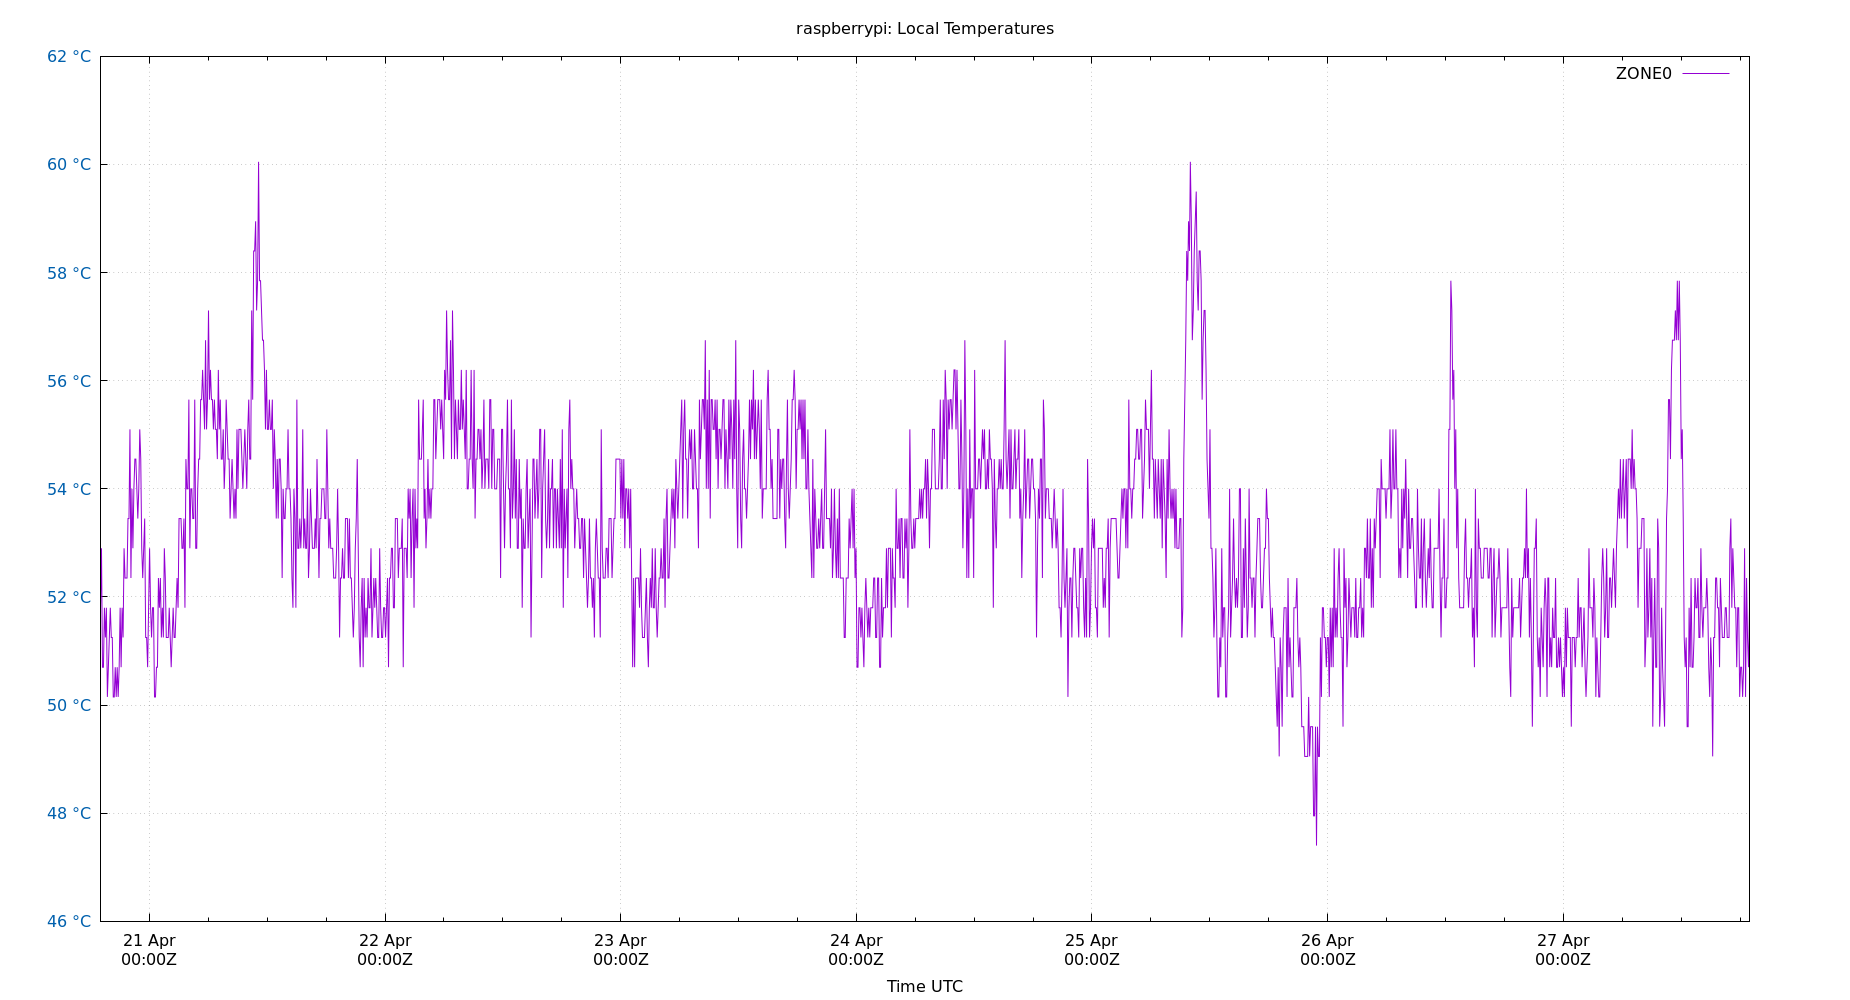 raspberrypi: Local Temperatures
62 °C
ZONE0
60 °C
58 °C
56 °C
54 °C
52 °C
50 °C
48 °C
46 °C
21 Apr 22 Apr 23 Apr 24 Apr 25 Apr 26 Apr 27 Apr
00:00Z 00:00Z 00:00Z 00:00Z 00:00Z 00:00Z 00:00Z
Time UTC